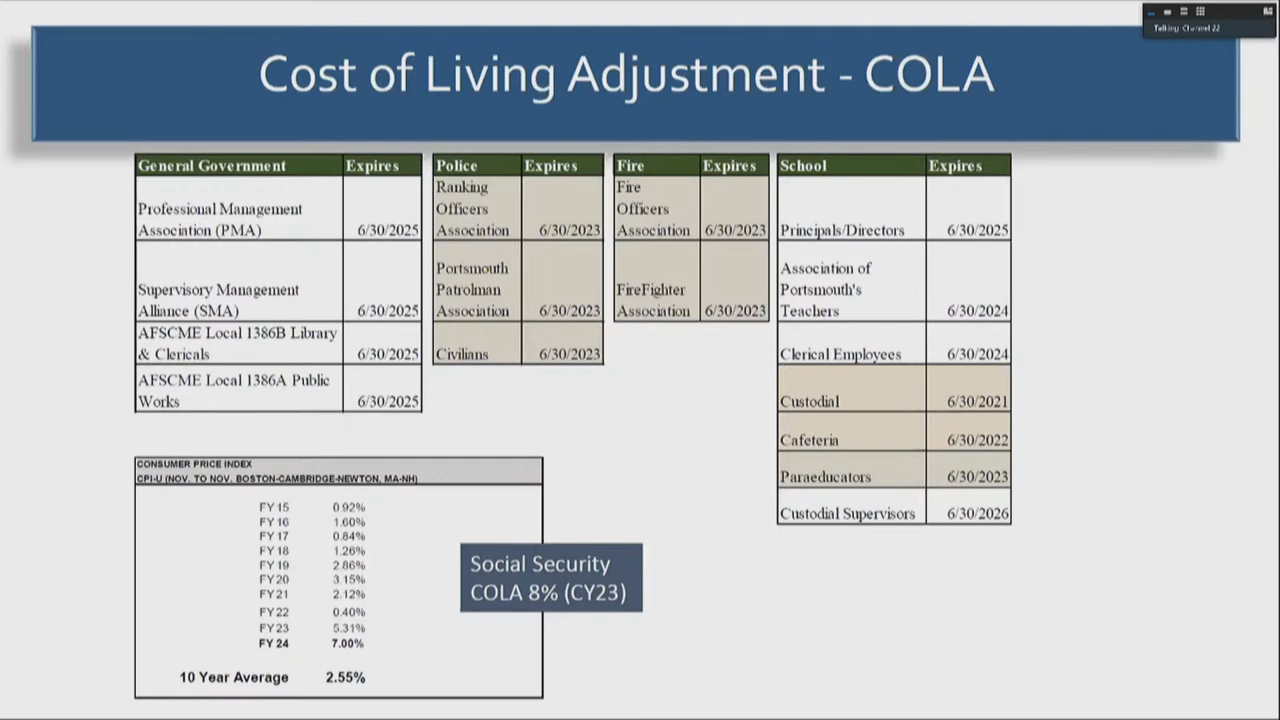 Talking: Channel 22
Cost of Living Adjustment - COLA
General Government Expires
Professional Management
Association (PMA) 6/30/2025
Supervisory Management
Alliance (SMA) 6/30/2025
AFSCME Local 1386B Library
& Clericals 6/30/2025
AFSCME Local 1386A Public
Works 6/30/2025
Police Expires
Ranking
Officers
Association 6/30/2023
Portsmouth
Patrolman
Association 6/30/2023
Civilians 6/30/2023
Fire Expires
Fire
Officers
Association 6/30/2023
FireFighter
Association 6/30/2023
School Expires
Principals/Directors 6/30/2025
Association of
Portsmouth's
Teachers 6/30/2024
Clerical Employees 6/30/2024
Custodial 6/30/2021
Cafeteria 6/30/2022
Paraeducators 6/30/2023
Custodial Supervisors 6/30/2026
CONSUMER PRICE INDEX
CPI-U (NOV. TO NOV. BOSTON-CAMBRIDGE-NEWTON, MA-NH)
FY 15 0.92%
FY 16 1.60%
FY 17 0.84%
FY 18 1.26%
FY 19 2.86%
FY20 3.15%
FY21 2.12%
FY22 0.40%
FY23 5.31%
FY 24 7.00%
10 Year Average 2.55%
Social Security
COLA 8% (CY23)